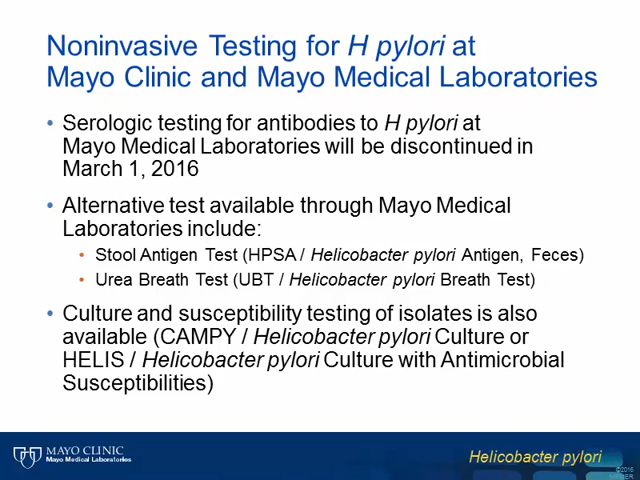 Noninvasive Testing for H pylori at
Mayo Clinic and Mayo Medical Laboratories
• Serologic testing for antibodies to H pylori at
Mayo Medical Laboratories will be discontinued in
March 1, 2016
• Alternative test available through Mayo Medical
Laboratories include:
• Stool Antigen Test (HPSA / Helicobacter pylori Antigen, Feces)
• Urea Breath Test (UBT / Helicobacter pylori Breath Test)
• Culture and susceptibility testing of isolates is also
available (CAMPY / Helicobacter pylori Culture or
HELIS / Helicobacter pylori Culture with Antimicrobial
Susceptibilities)
MAYO CLINIC
Mayo Medical Laboratories
Helicobacter pylori
©2016